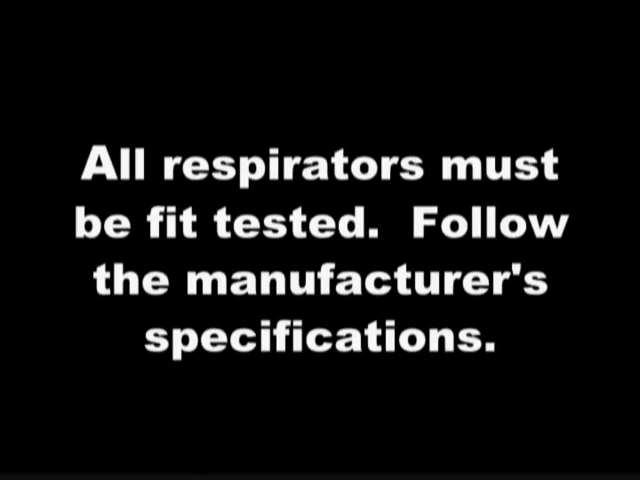 All respirators must
be fit tested.  Follow
the manufacturer's
specifications.